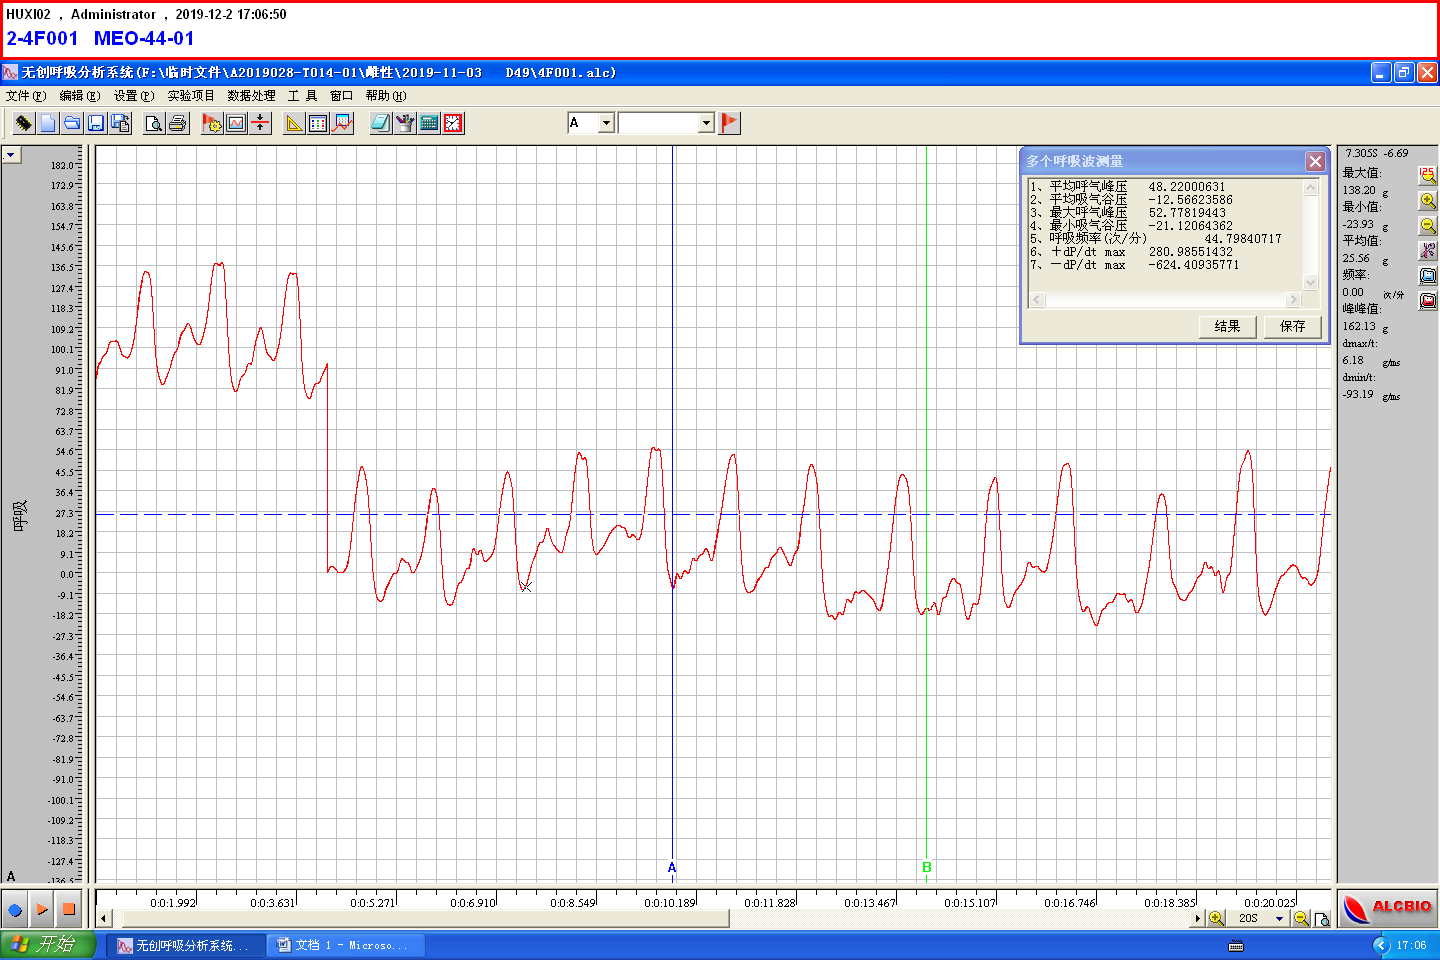 HUXI02 , Administrator , 2019-12-2 17:06:50
2-4F001 MEO-44-01
无创呼吸分析系统(F:\临时文件\A2019028-T014-01\雌性\2019-11-03 D49\4F001.alc)
文件(F) 编辑(E) 设置(P) 实验项目 数据处理 工 具 窗口 帮助(H)
A
182.0
172.9
163.8
154.7
145.6
136.5
127.4
118.3
109.2
100.1
91.0
81.9
72.8
63.7
54.6
45.5
36.4
27.3
18.2
9.1
0.0
-9.1
-18.2
-27.3
-36.4
-45.5
-54.6
-63.7
-72.8
-81.9
-91.0
-100.1
-109.2
-118.3
-127.4
-136.5
呼吸
A
多个呼吸波测量
1、平均呼气峰压 48.22000631
2、平均吸气谷压 -12.56623586
3、最大呼气峰压 52.77819443
4、最小吸气谷压 -21.12064362
5、呼吸频率(次/分) 44.79840717
6、＋dP/dt max 280.98551432
7、－dP/dt max -624.40935771
结果 保存
7.305S -6.69
最大值:
138.20 g
最小值:
-23.93 g
平均值:
25.56 g
频率:
0.00 次/分
峰峰值:
162.13 g
dmax/t:
6.18 g/ms
dmin/t:
-93.19 g/ms
125
A B
0:0:1.992 0:0:3.631 0:0:5.271 0:0:6.910 0:0:8.549 0:0:10.189 0:0:11.828 0:0:13.467 0:0:15.107 0:0:16.746 0:0:18.385 0:0:20.025
20S
ALCBIO
开始 无创呼吸分析系统... 文档 1 - Microso... 17:06